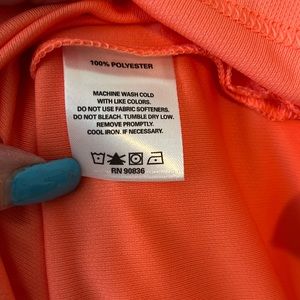 100% POLYESTER
MACHINE WASH COLD
WITH LIKE COLORS.
DO NOT USE FABRIC SOFTENERS.
DO NOT BLEACH. TUMBLE DRY LOW.
REMOVE PROMPTLY.
COOL IRON. IF NECESSARY.
RN 90836